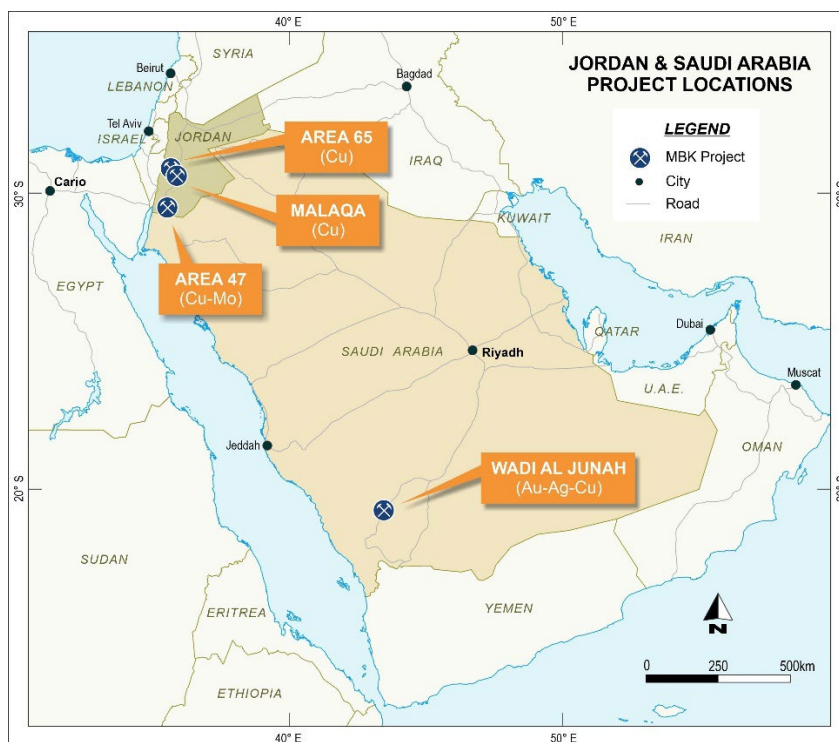 40° E
50° E
JORDAN & SAUDI ARABIA
PROJECT LOCATIONS
LEGEND
MBK Project
City
Road
SYRIA
Beirut
LEBANON
Bagdad
Tel Aviv
ISRAEL
JORDAN
AREA 65
(Cu)
IRAQ
Cario
30° S
MALAQA
(Cu)
KUWAIT
IRAN
AREA 47
(Cu-Mo)
EGYPT
QATAR
Dubai
SAUDI ARABIA
Riyadh
Muscat
U.A.E.
OMAN
Jeddah
WADI AL JUNAH
(Au-Ag-Cu)
20° S
20° S
SUDAN
YEMEN
ERITREA
N
0
250
500km
ETHIOPIA
40° E
50° E